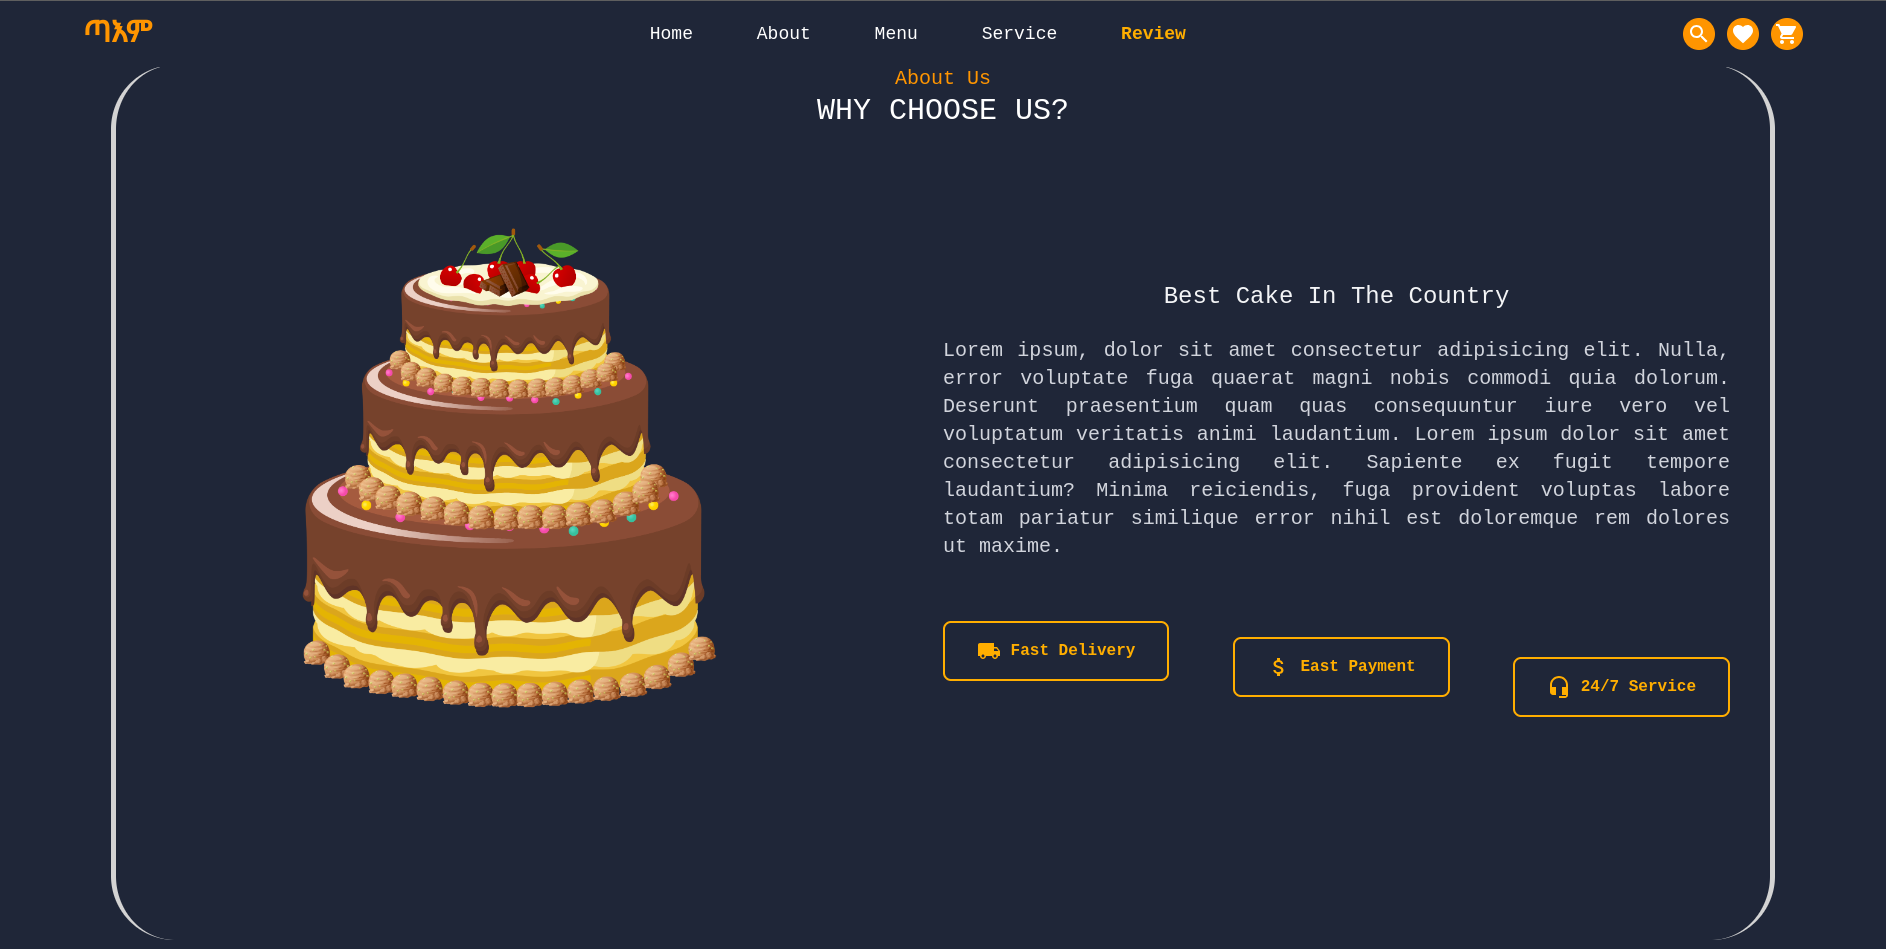 ጣእም
Home About Menu Service Review
About Us
WHY CHOOSE US?
Best Cake In The Country
Lorem ipsum, dolor sit amet consectetur adipisicing elit. Nulla,
error voluptate fuga quaerat magni nobis commodi quia dolorum.
Deserunt praesentium quam quas consequuntur iure vero vel
voluptatum veritatis animi laudantium. Lorem ipsum dolor sit amet
consectetur adipisicing elit. Sapiente ex fugit tempore
laudantium? Minima reiciendis, fuga provident voluptas labore
totam pariatur similique error nihil est doloremque rem dolores
ut maxime.
Fast Delivery
East Payment
24/7 Service